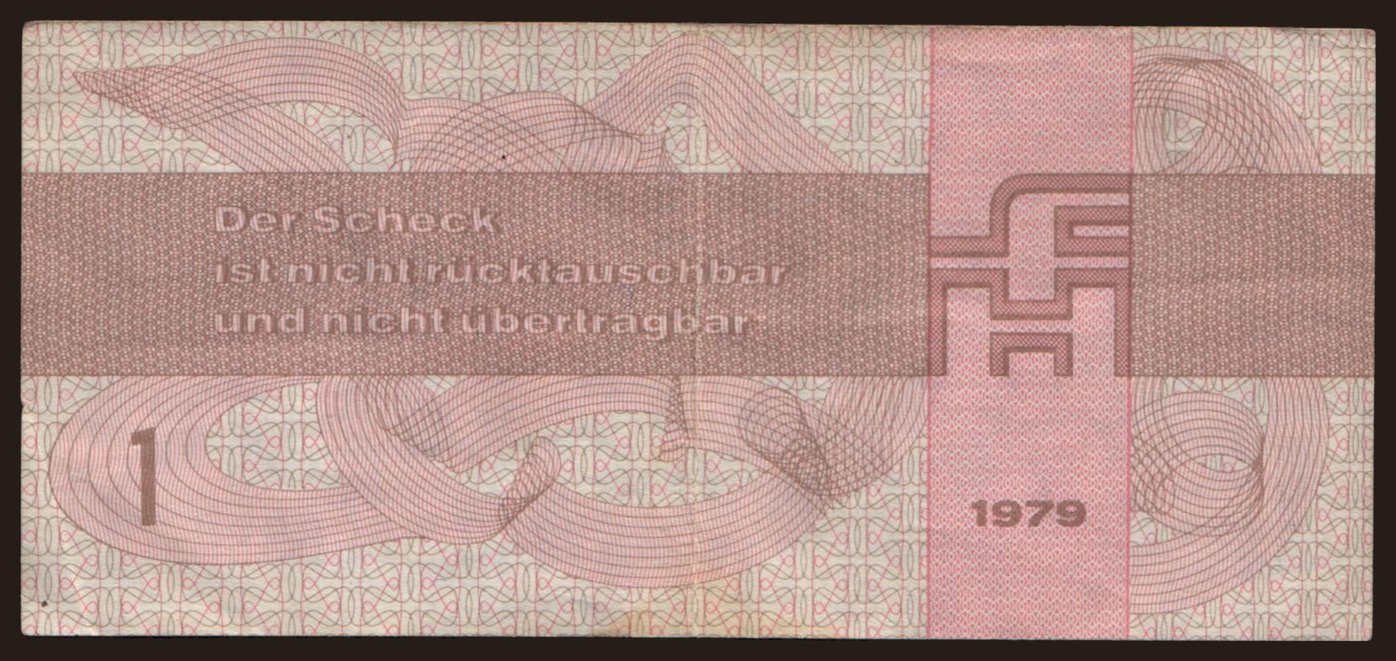 Der Scheck
ist nicht rücktauschbar
und nicht übertragbar
1
1979